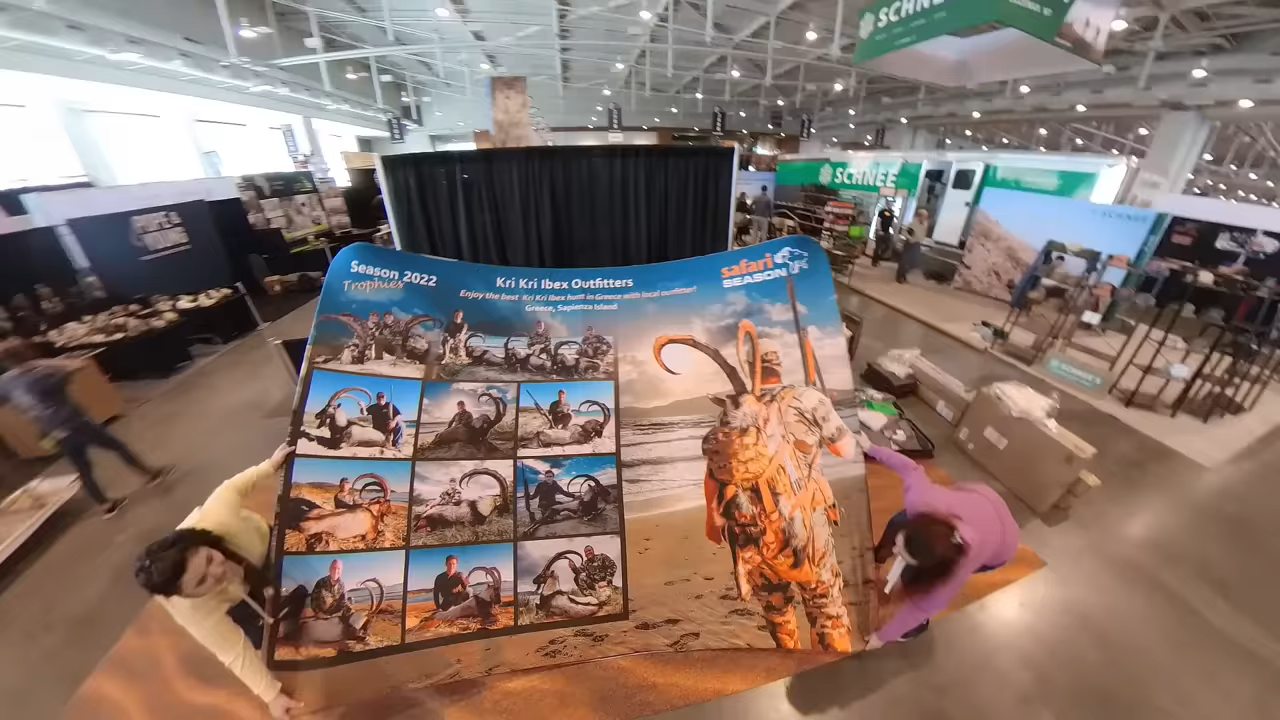 SCHNEE
SCHNEE
Season 2022
Trophies
Kri Kri Ibex Outfitters
Enjoy the best Kri Kri Ibex hunt in Greece with local outfitter!
Greece, Sapienza Island
safari
SEASON